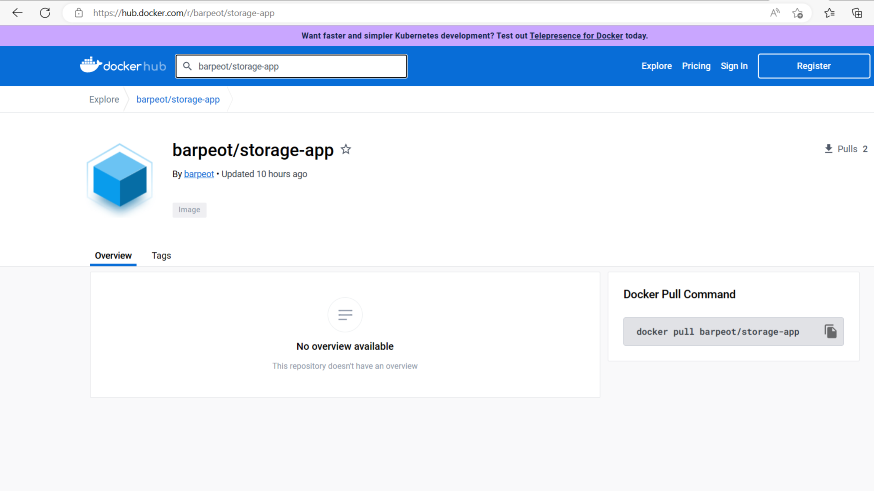 https://hub.docker.com/r/barpeot/storage-app
Want faster and simpler Kubernetes development? Test out Telepresence for Docker today.
dockerhub
barpeot/storage-app
Explore Pricing Sign In Register
Explore barpeot/storage-app
barpeot/storage-app
Pulls 2
By barpeot • Updated 10 hours ago
Image
Overview Tags
Docker Pull Command
docker pull barpeot/storage-app
No overview available
This repository doesn't have an overview